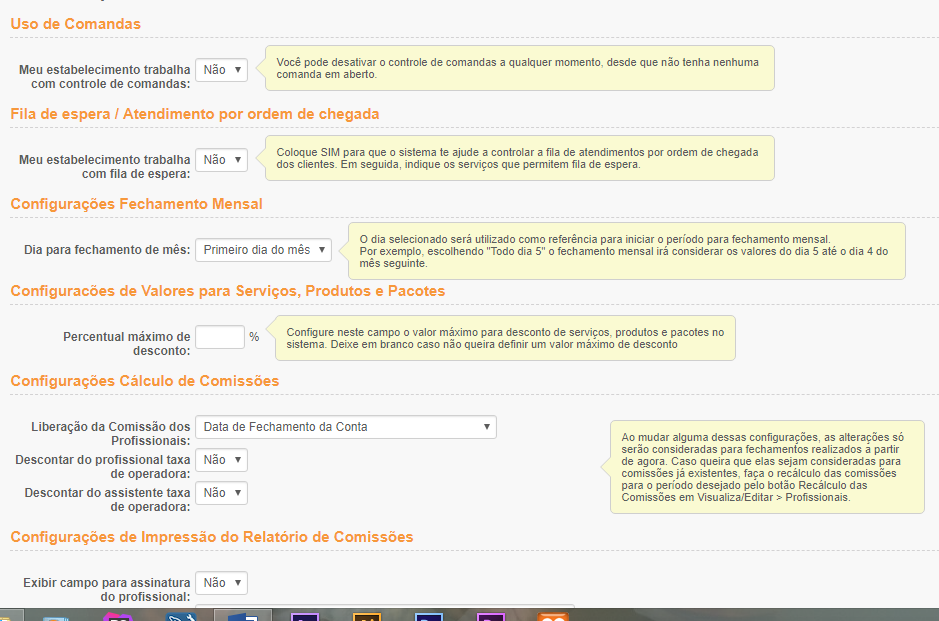 Uso de Comandas
Meu estabelecimento trabalha
com controle de comandas:
Não
Você pode desativar o controle de comandas a qualquer momento, desde que não tenha nenhuma
comanda em aberto.
Fila de espera / Atendimento por ordem de chegada
Meu estabelecimento trabalha
com fila de espera:
Não
Coloque SIM para que o sistema te ajude a controlar a fila de atendimentos por ordem de chegada
dos clientes. Em seguida, indique os serviços que permitem fila de espera.
Configurações Fechamento Mensal
Dia para fechamento de mês:
Primeiro dia do mês
O dia selecionado será utilizado como referência para iniciar o período para fechamento mensal.
Por exemplo, escolhendo "Todo dia 5" o fechamento mensal irá considerar os valores do dia 5 até o dia 4 do
mês seguinte.
Configuracões de Valores para Serviços, Produtos e Pacotes
Percentual máximo de
desconto:
%
Configure neste campo o valor máximo para desconto de serviços, produtos e pacotes no
sistema. Deixe em branco caso não queira definir um valor máximo de desconto
Configurações Cálculo de Comissões
Liberação da Comissão dos
Profissionais:
Data de Fechamento da Conta
Descontar do profissional taxa
de operadora:
Não
Descontar do assistente taxa
de operadora:
Não
Ao mudar alguma dessas configurações, as alterações só
serão consideradas para fechamentos realizados à partir
de agora. Caso queira que elas sejam consideradas para
comissões já existentes, faça o recálculo das comissões
para o período desejado pelo botão Recálculo das
Comissões em Visualiza/Editar > Profissionais.
Configurações de Impressão do Relatório de Comissões
Exibir campo para assinatura
do profissional:
Não